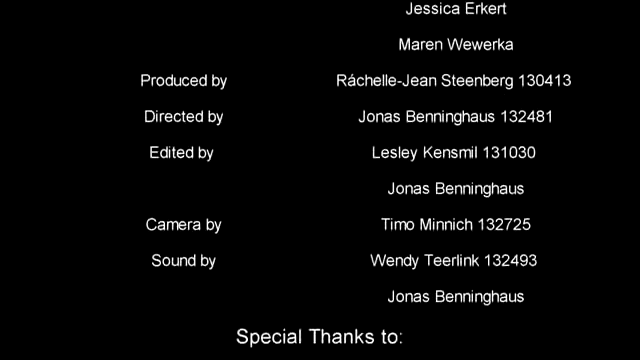 Jessica Erkert
Maren Wewerka
Produced by Ráchelle-Jean Steenberg 130413
Directed by Jonas Benninghaus 132481
Edited by Lesley Kensmil 131030
Jonas Benninghaus
Camera by Timo Minnich 132725
Sound by Wendy Teerlink 132493
Jonas Benninghaus
Special Thanks to: